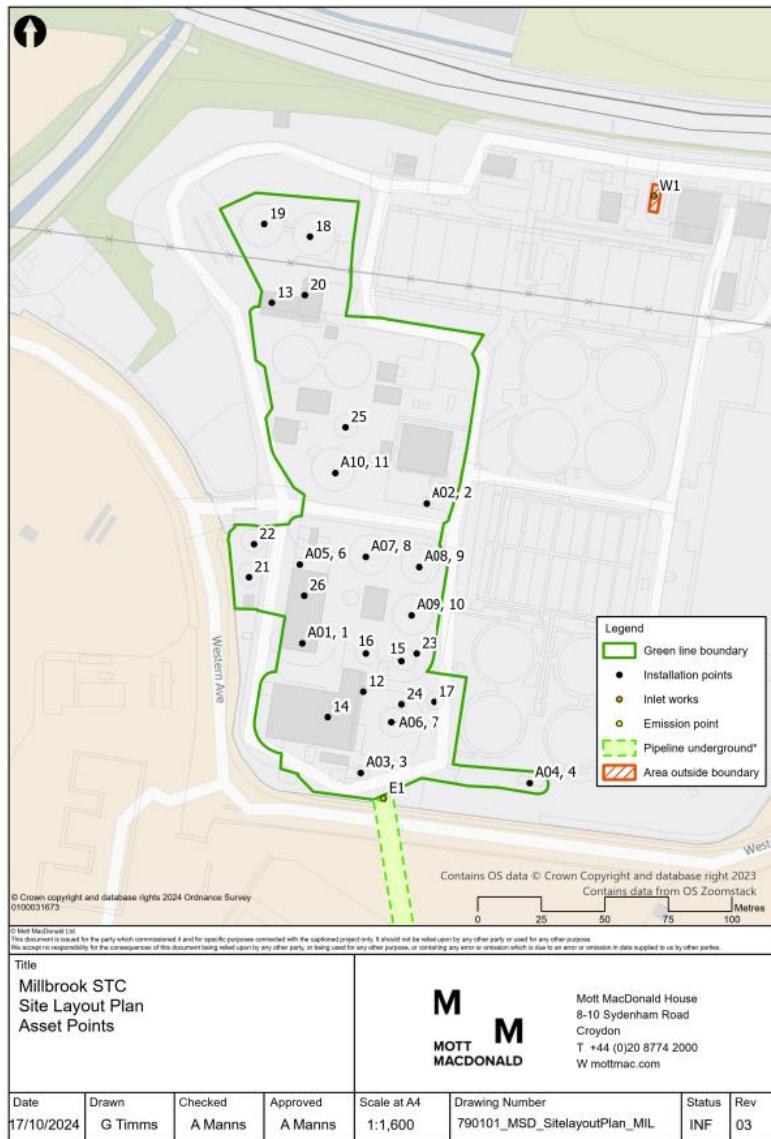 W1
19
18
20
13
25
A10, 11
A02, 2
22
A07, 8
A05, 6
A08, 9
21
26
A09, 10
Legend
Green line boundary
Installation points
Inlet works
Emission point
Pipeline underground*
Area outside boundary
Western Ave
A01, 1
16
15
23
12
24
17
14
A06, 7
A03, 3
A04, 4
E1
Contains OS data © Crown Copyright and database right 2023
Contains data from OS Zoomstack
© Crown copyright and database rights 2024 Ordnance Survey
0100031673
Metres
0 25 50 75 100
© Mott MacDonald Ltd.
This document is issued for the party which commissioned it and for specific purposes connected with the captioned project only. It should not be relied upon by any other party or used for any other purpose.
We accept no responsibility for the consequences of this document being relied upon by any other party, or being used for any other purpose, or containing any error or omission which is due to an error or omission in data supplied to us by other parties.
Title
Millbrook STC
Site Layout Plan
Asset Points
M M
MOTT
MACDONALD
Mott MacDonald House
8-10 Sydenham Road
Croydon
T +44 (0)20 8774 2000
W mottmac.com
Date Drawn Checked Approved Scale at A4 Drawing Number Status Rev
17/10/2024 G Timms A Manns A Manns 1:1,600 790101_MSD_SitelayoutPlan_MIL INF 03